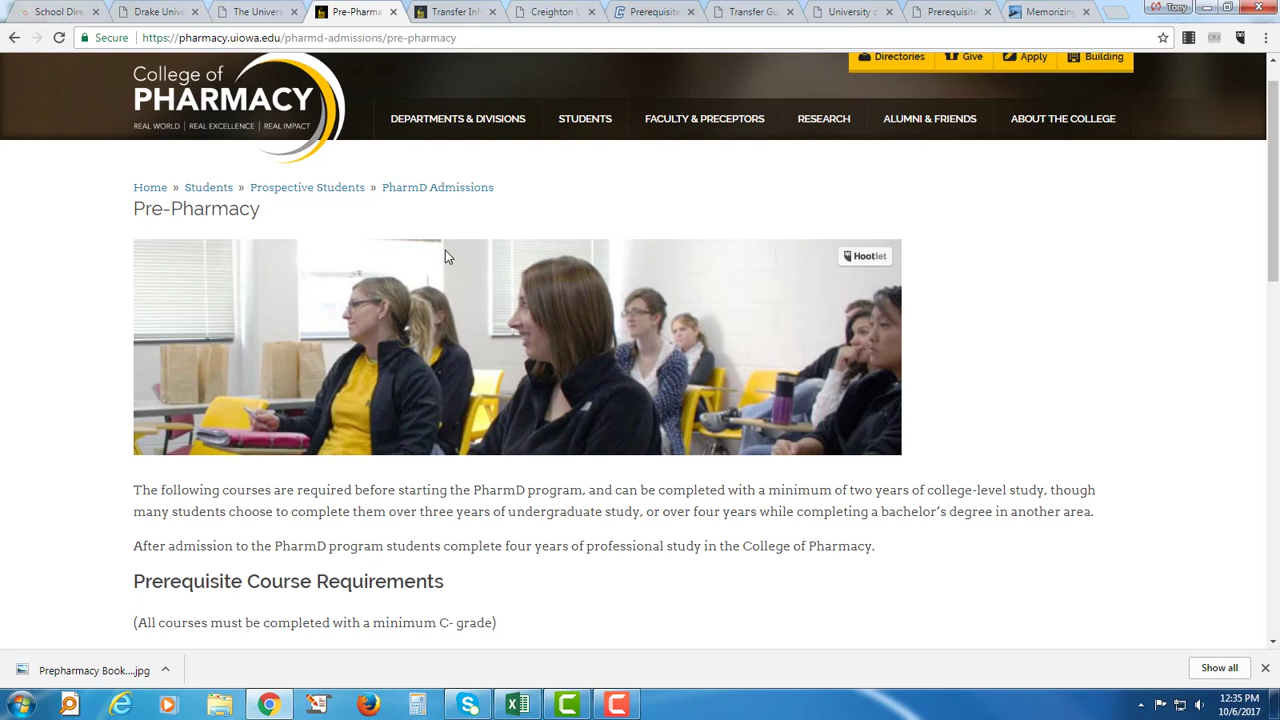 School Dire
Drake Unive
The Univers
Pre-Pharma
Transfer Inf
Creighton U
Prerequisite
Transfer Gu
University o
Prerequisite
Memorizing
Tony
Secure
https://pharmacy.uiowa.edu/pharmd-admissions/pre-pharmacy
Directories
Give
Apply
Building
College of
PHARMACY
REAL WORLD | REAL EXCELLENCE | REAL IMPACT
DEPARTMENTS & DIVISIONS
STUDENTS
FACULTY & PRECEPTORS
RESEARCH
ALUMNI & FRIENDS
ABOUT THE COLLEGE
Home » Students » Prospective Students » PharmD Admissions
Pre-Pharmacy
Hootlet
The following courses are required before starting the PharmD program, and can be completed with a minimum of two years of college-level study, though
many students choose to complete them over three years of undergraduate study, or over four years while completing a bachelor's degree in another area.
After admission to the PharmD program students complete four years of professional study in the College of Pharmacy.
Prerequisite Course Requirements
(All courses must be completed with a minimum C- grade)
Prepharmacy Book....jpg
Show all
12:35 PM
10/6/2017